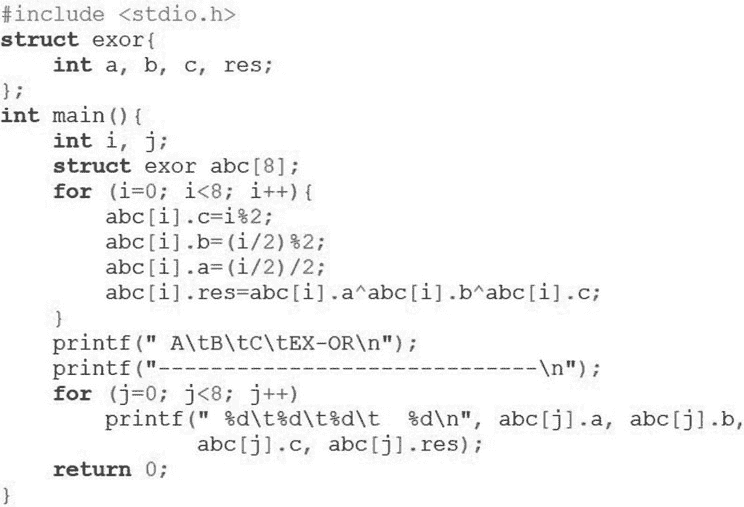 #include <stdio.h>
struct exor{
    int a, b, c, res;
};
int main(){
    int i, j;
    struct exor abc[8];
    for (i=0; i<8; i++){
        abc[i].c=i%2;
        abc[i].b=(i/2)%2;
        abc[i].a=(i/2)/2;
        abc[i].res=abc[i].a^abc[i].b^abc[i].c;
    }
    printf(" A\tB\tC\tEX-OR\n");
    printf("-----------------------------\n");
    for (j=0; j<8; j++)
        printf(" %d\t%d\t%d\t  %d\n", abc[j].a, abc[j].b,
               abc[j].c, abc[j].res);
    return 0;
}